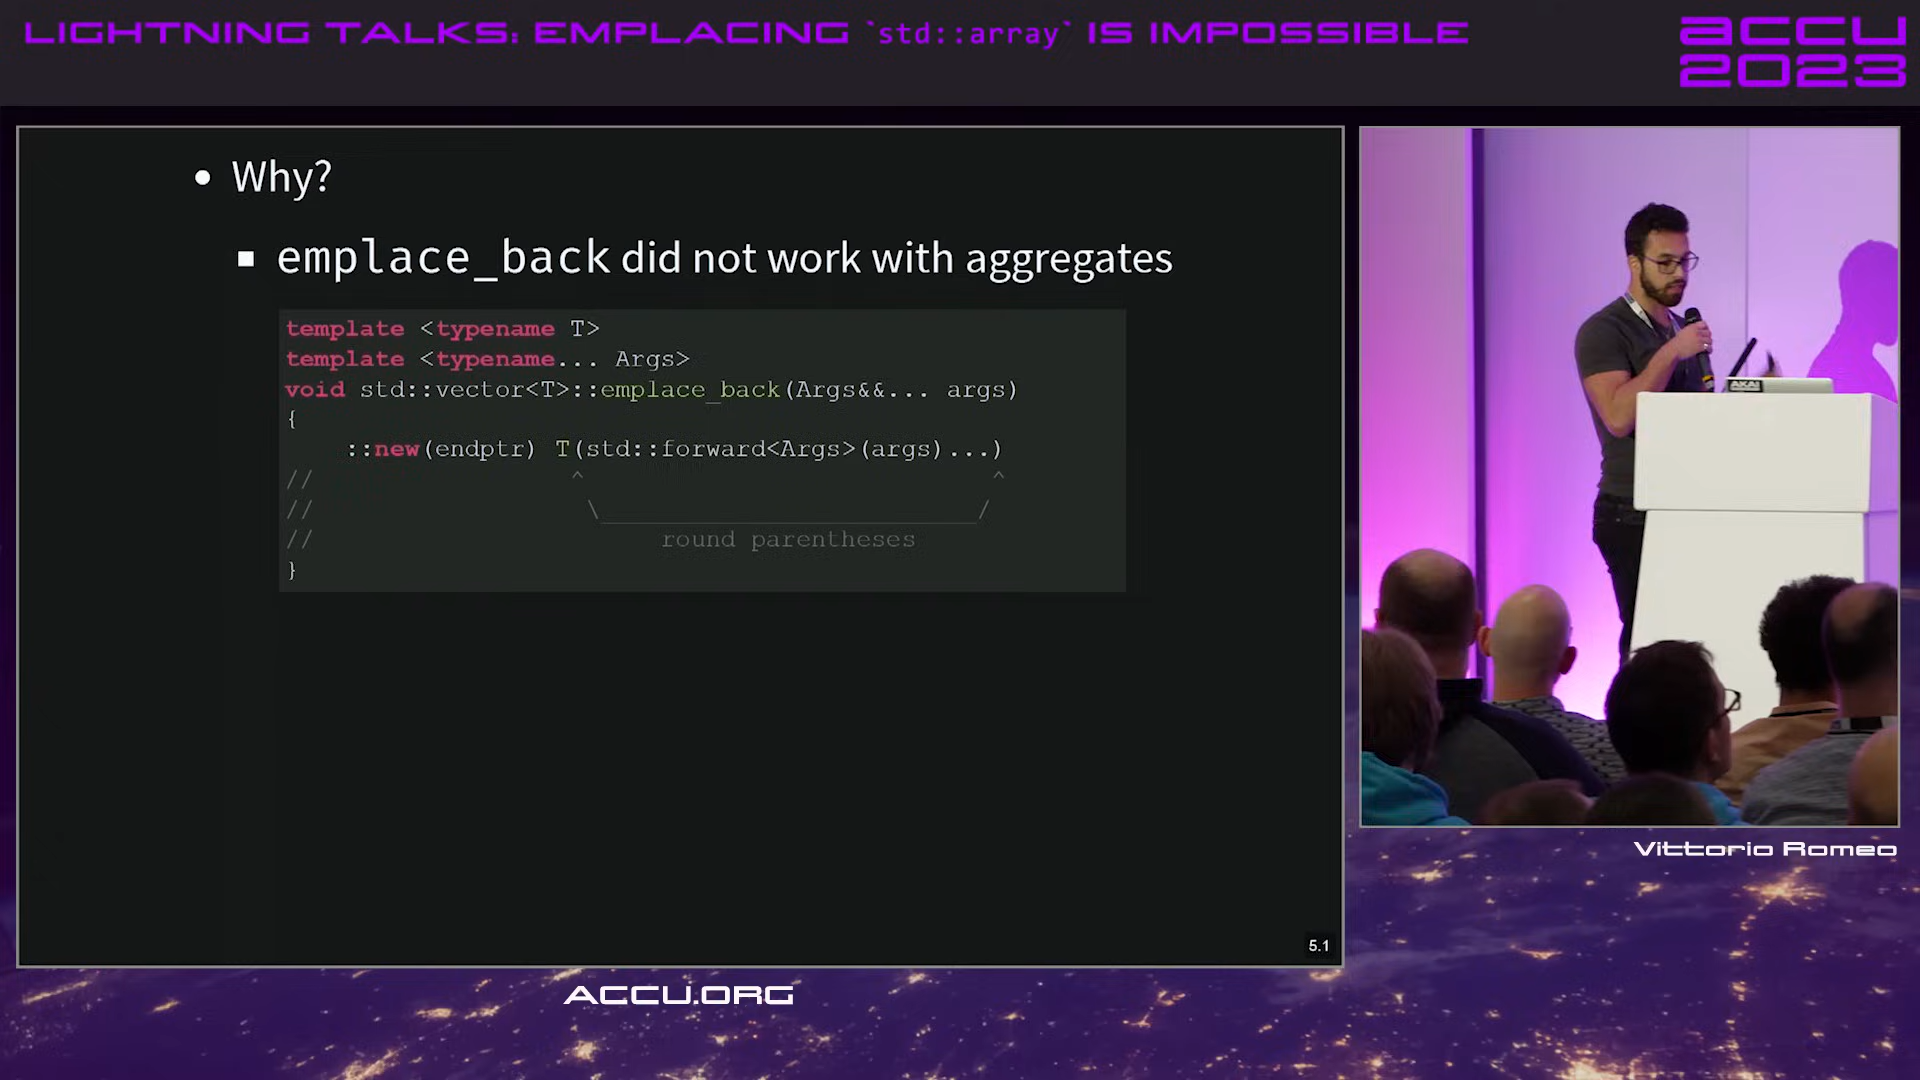 LIGHTNING TALKS: EMPLACING `std::array` IS IMPOSSIBLE
accu
2023
• Why?
▪ emplace_back did not work with aggregates
template <typename T>
template <typename... Args>
void std::vector<T>::emplace_back(Args&&... args)
{
::new(endptr) T(std::forward<Args>(args)...)
// ^ ^
// \_________________________/
// round parentheses
}
5.1
AKAI
Vittorio Romeo
ACCU.ORG